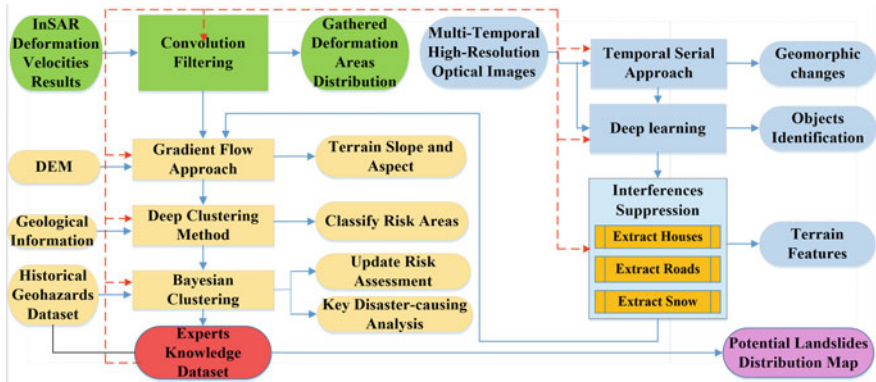 InSAR
Deformation
Velocities
Results
Convolution
Filtering
Gathered
Deformation
Areas
Distribution
Multi-Temporal
High-Resolution
Optical Images
Temporal Serial
Approach
Geomorphic
changes
Deep learning
Objects
Identification
DEM
Gradient Flow
Approach
Terrain Slope and
Aspect
Interferences
Suppression
Extract Houses
Extract Roads
Extract Snow
Terrain
Features
Geological
Information
Deep Clustering
Method
Classify Risk Areas
Historical
Geohazards
Dataset
Bayesian
Clustering
Update Risk
Assessment
Key Disaster-causing
Analysis
Experts
Knowledge
Dataset
Potential Landslides
Distribution Map